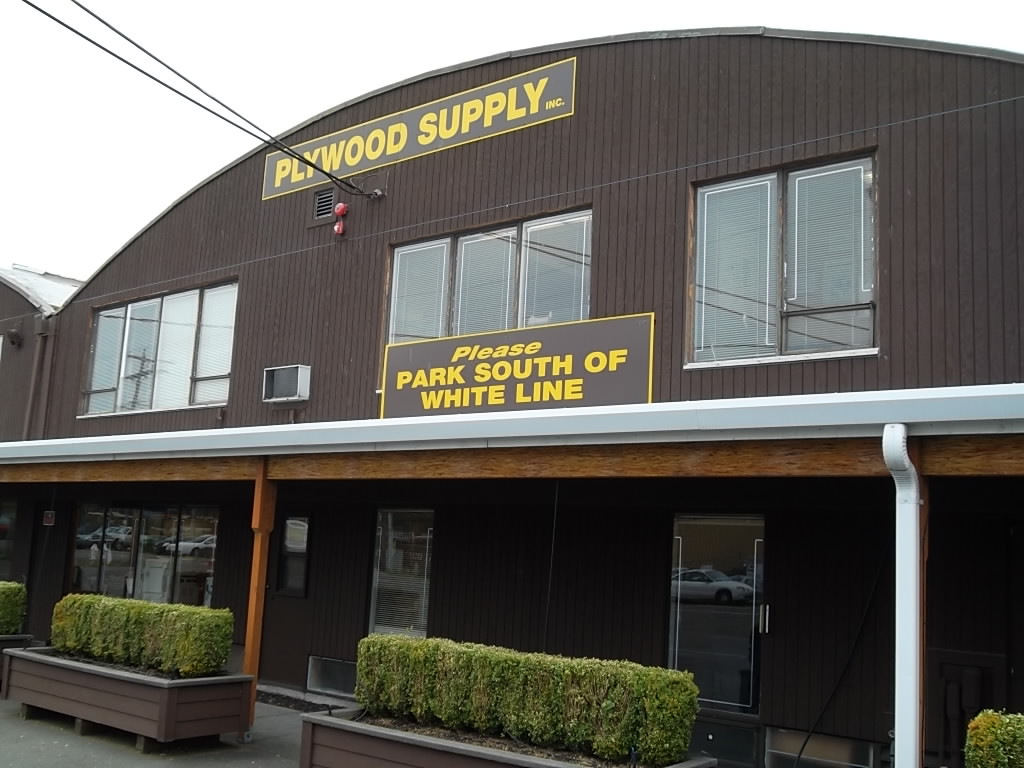 PLYWOOD SUPPLY INC.
Please
PARK SOUTH OF
WHITE LINE